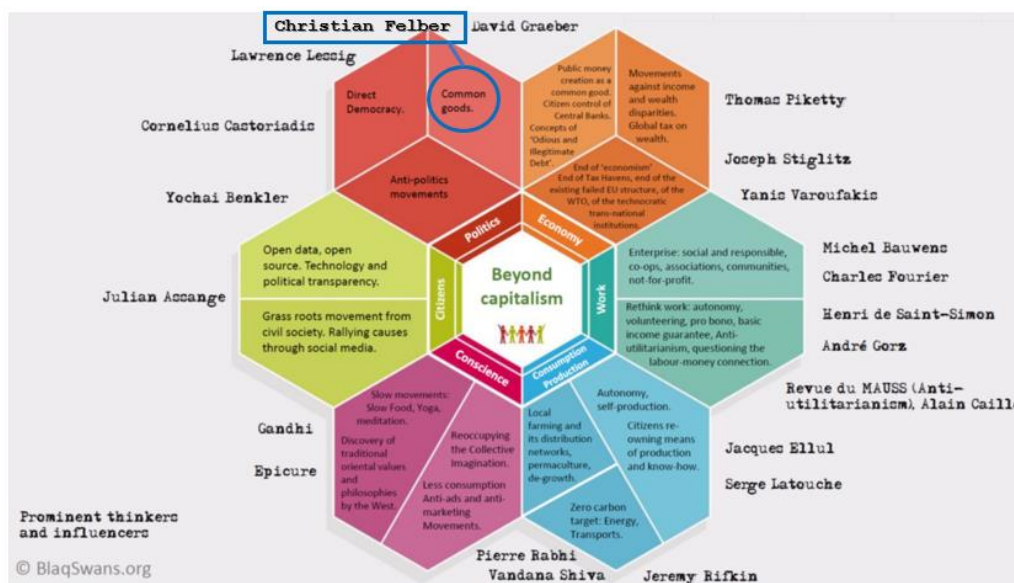 Christian Felber
David Graeber
Lawrence Lessig
Cornelius Castoriadis
Yochai Benkler
Julian Assange
Gandhi
Epicure
Prominent thinkers
and influencers
© BlaqSwans.org
Direct
Democracy.
Common
goods.
Anti-politics
movements
Public money
creation as a
common good.
Citizen control of
Central Banks.
Concepts of
'Odious and
Illegitimate
Debt'.
Movements
against income
and wealth
disparities.
Global tax on
wealth.
End of 'economism'
End of Tax Havens, end of the
existing failed EU structure, of the
WTO, of the technocratic
trans-national
institutions.
Politics
Economy
Citizens
Work
Conscience
Consumption
Production
Beyond
capitalism
Open data, open
source. Technology and
political transparency.
Grass roots movement from
civil society. Rallying causes
through social media.
Enterprise: social and responsible,
co-ops, associations, communities,
not-for-profit.
Rethink work: autonomy,
volunteering, pro bono, basic
income guarantee, Anti-
utilitarianism, questioning the
labour-money connection.
Slow movements:
Slow Food, Yoga,
meditation.
Discovery of
traditional
oriental values
and
philosophies
by the West.
Reoccupying
the Collective
Imagination.
Less consumption
Anti-ads and anti-
marketing
Movements.
Local
farming and
its distribution
networks,
permaculture,
de-growth.
Autonomy,
self-production.
Citizens re-
owning means
of production
and know-how.
Zero carbon
target: Energy,
Transports.
Thomas Piketty
Joseph Stiglitz
Yanis Varoufakis
Michel Bauwens
Charles Fourier
Henri de Saint-Simon
André Gorz
Revue du MAUSS (Anti-
utilitarianism), Alain Caill
Jacques Ellul
Serge Latouche
Pierre Rabhi
Vandana Shiva
Jeremy Rifkin